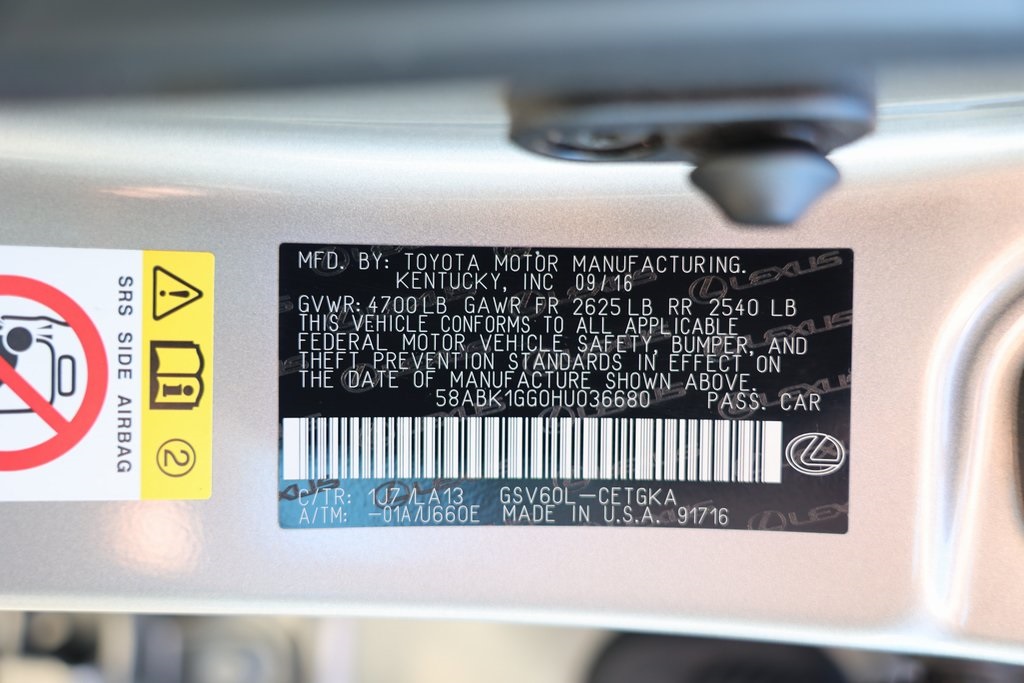 MFD. BY: TOYOTA MOTOR MANUFACTURING.
KENTUCKY, INC 09/16
GVWR: 4700LB GAWR FR 2625 LB RR 2540 LB
THIS VEHICLE CONFORMS TO ALL APPLICABLE
FEDERAL MOTOR VEHICLE SAFETY, BUMPER, AND
THEFT PREVENTION STANDARDS IN EFFECT ON
THE DATE OF MANUFACTURE SHOWN ABOVE.
58ABK1GG0HU036680 PASS. CAR
C/TR: 1J7 /LA13 GSV60L-CETGKA
A/TM: -01A/U660E MADE IN U.S.A. 91716
LEXUS
SRS SIDE AIRBAG
2